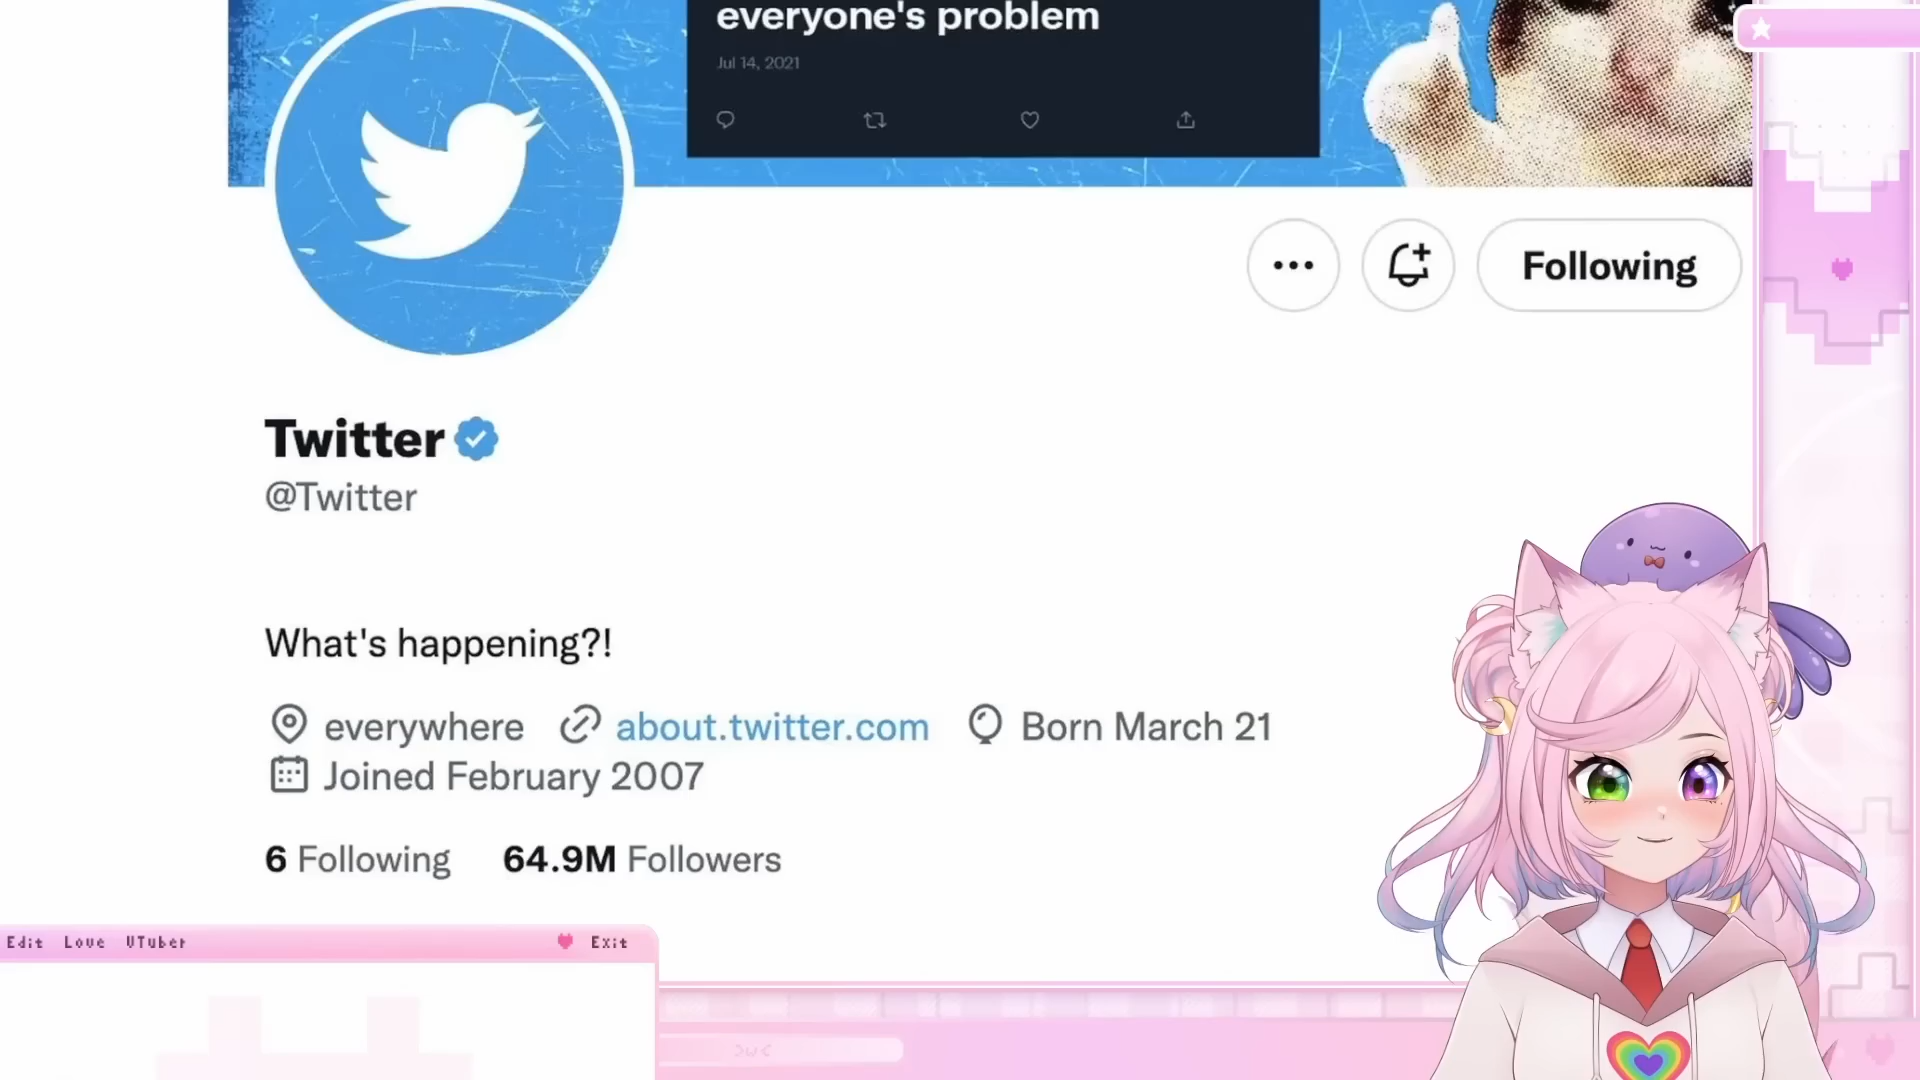 everyone's problem
Jul 14, 2021
Following
Twitter
@Twitter
What's happening?!
everywhere about.twitter.com Born March 21
Joined February 2007
6 Following 64.9M Followers
Edit Love VTuber Exit
>w<